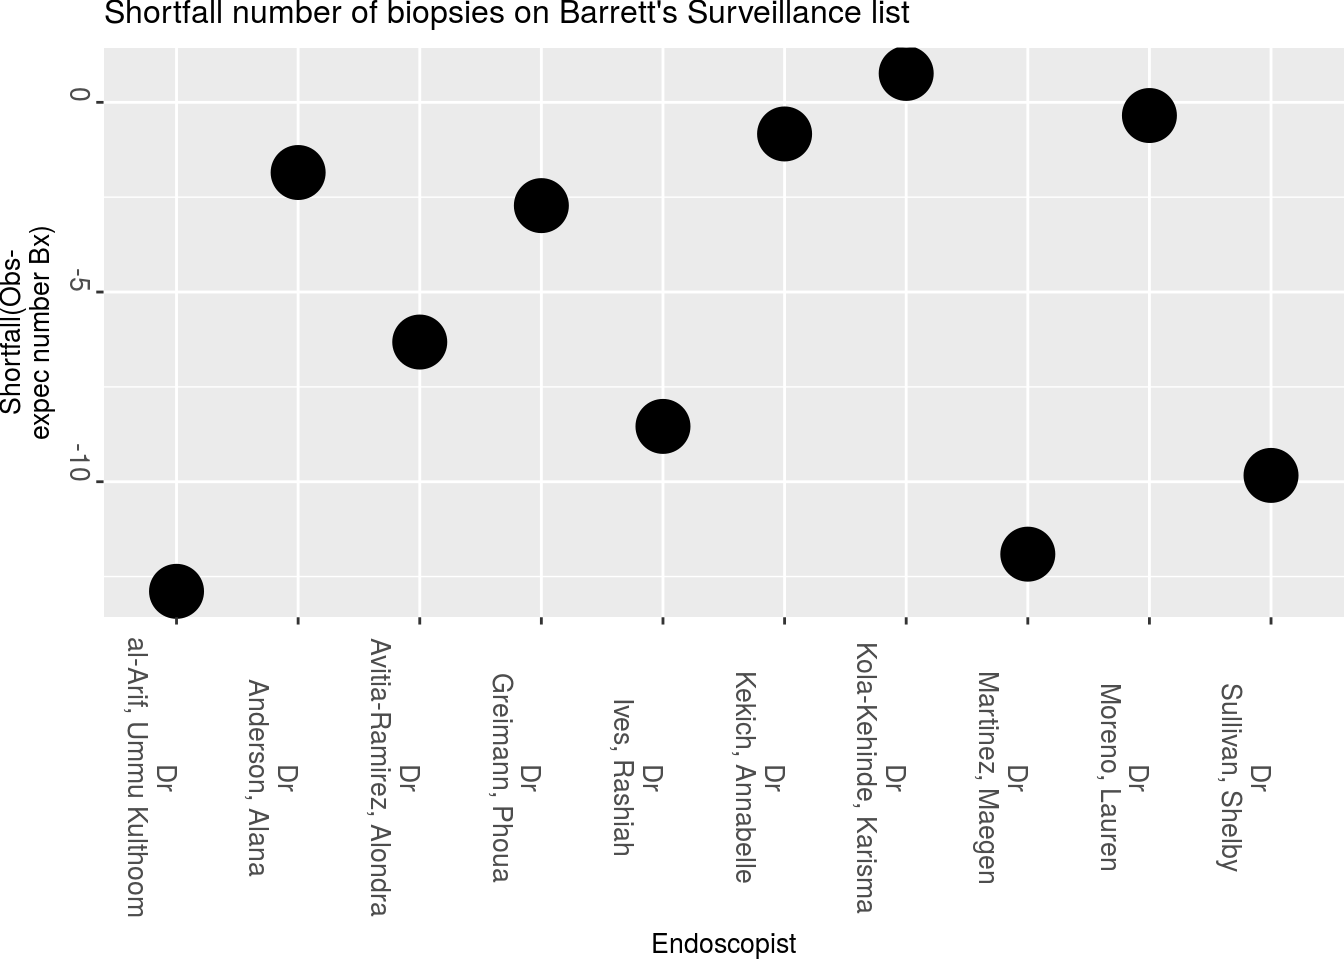 Shortfall number of biopsies on Barrett's Surveillance list
Shortfall(Obs-
expec number Bx)
0
-5
-10
Dr
al-Arif, Ummu Kulthoom
Dr
Anderson, Alana
Dr
Avitia-Ramirez, Alondra
Dr
Greimann, Phoua
Dr
Ives, Rashiah
Dr
Kekich, Annabelle
Dr
Kola-Kehinde, Karisma
Dr
Martinez, Maegen
Dr
Moreno, Lauren
Dr
Sullivan, Shelby
Endoscopist